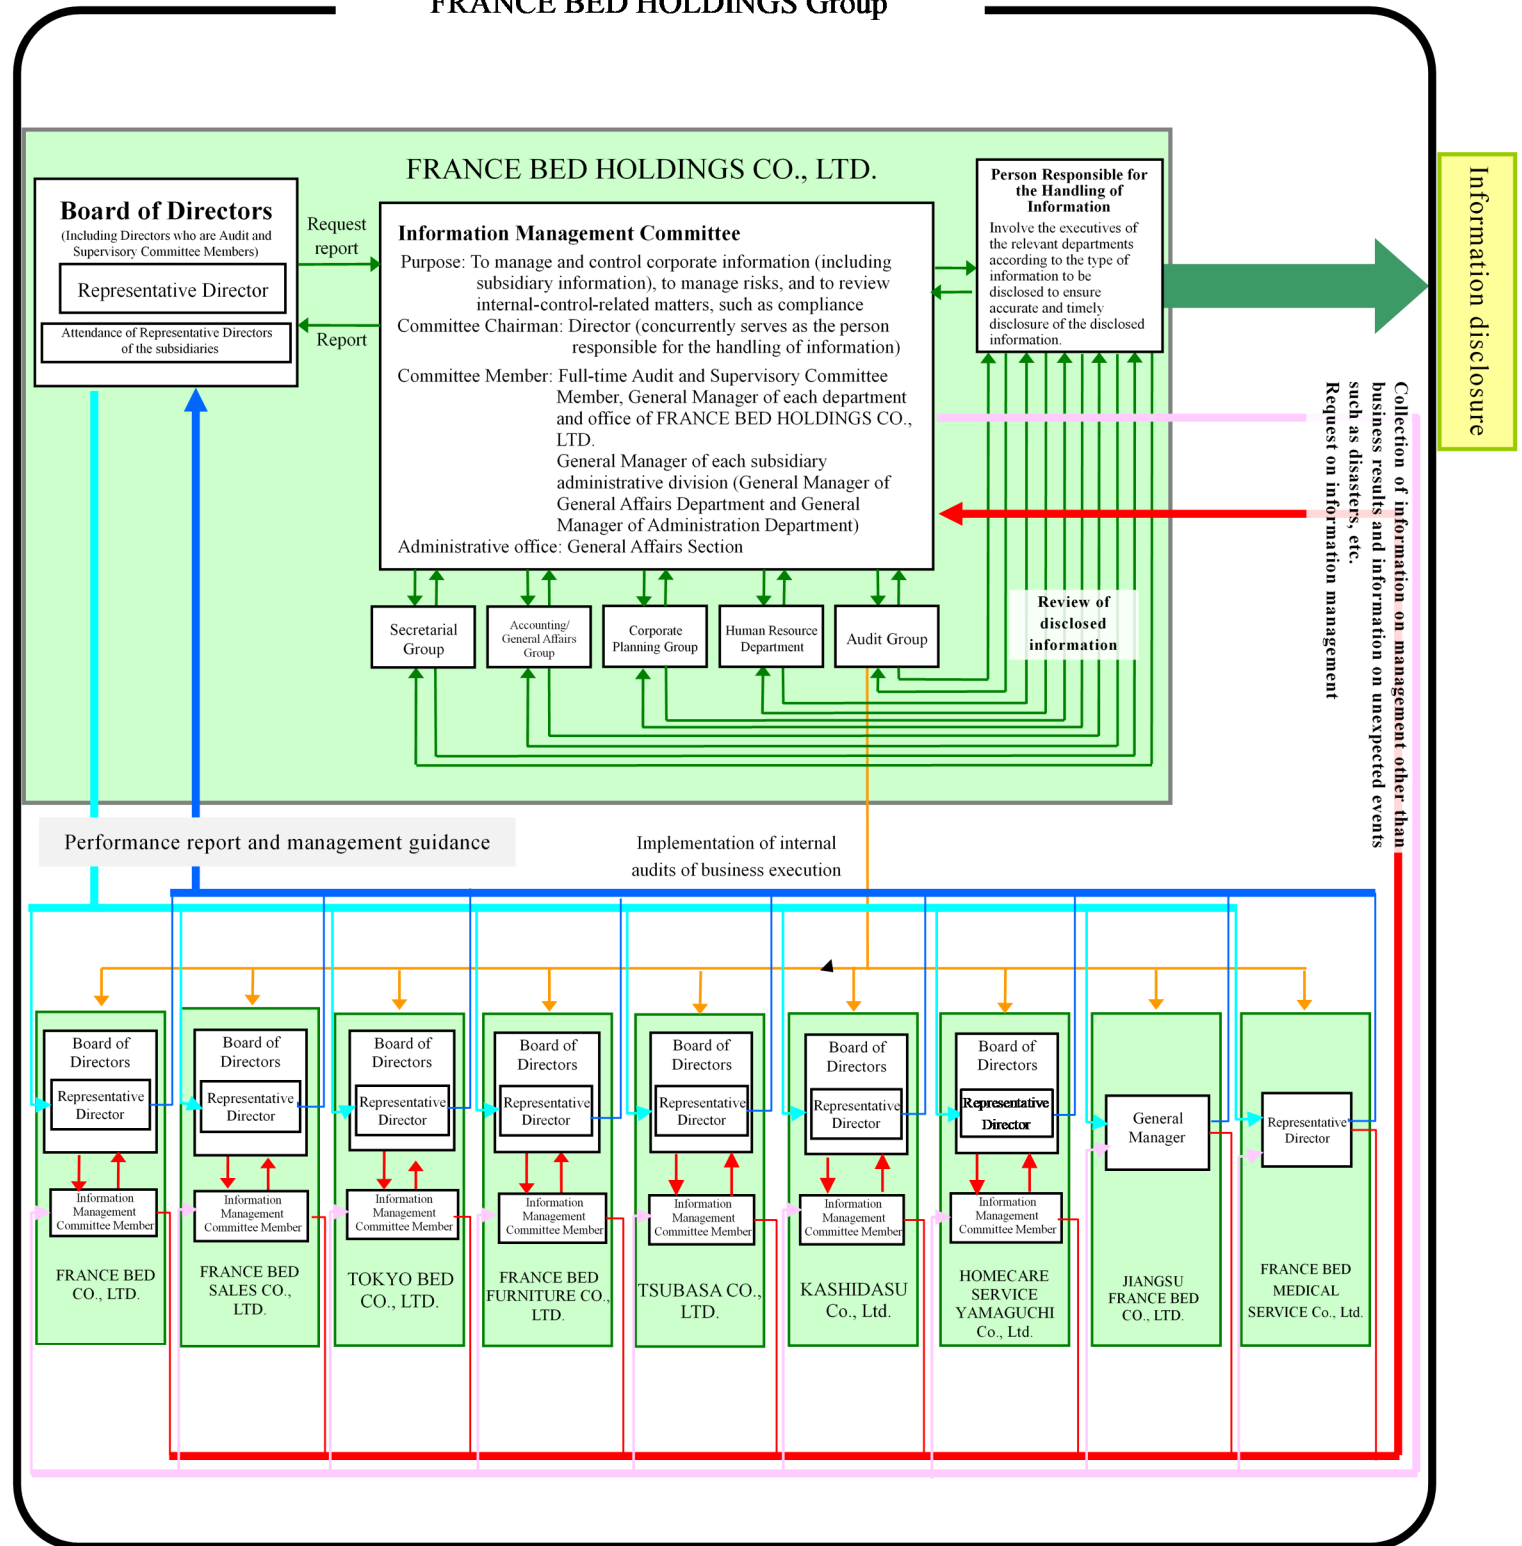 FRANCE BED HOLDINGS Group
FRANCE BED HOLDINGS CO., LTD.
Board of Directors
(Including Directors who are Audit and
Supervisory Committee Members)
Representative Director
Attendance of Representative Directors
of the subsidiaries
Request
report
Report
Information Management Committee
Purpose: To manage and control corporate information (including
subsidiary information), to manage risks, and to review
internal-control-related matters, such as compliance
Committee Chairman: Director (concurrently serves as the person
responsible for the handling of information)
Committee Member: Full-time Audit and Supervisory Committee
Member, General Manager of each department
and office of FRANCE BED HOLDINGS CO.,
LTD.
General Manager of each subsidiary
administrative division (General Manager of
General Affairs Department and General
Manager of Administration Department)
Administrative office: General Affairs Section
Person Responsible for
the Handling of
Information
Involve the executives of
the relevant departments
according to the type of
information to be
disclosed to ensure
accurate and timely
disclosure of the disclosed
information.
Information disclosure
Collection of information on management other than
business results and information on unexpected events
such as disasters, etc.
Request on information management
Secretarial
Group
Accounting/
General Affairs
Group
Corporate
Planning Group
Human Resource
Department
Audit Group
Review of
disclosed
information
Performance report and management guidance
Implementation of internal
audits of business execution
Board of
Directors
Representative
Director
Information
Management
Committee Member
FRANCE BED
CO., LTD.
Board of
Directors
Representative
Director
Information
Management
Committee Member
FRANCE BED
SALES CO.,
LTD.
Board of
Directors
Representative
Director
Information
Management
Committee Member
TOKYO BED
CO., LTD.
Board of
Directors
Representative
Director
Information
Management
Committee Member
FRANCE BED
FURNITURE CO.,
LTD.
Board of
Directors
Representative
Director
Information
Management
Committee Member
TSUBASA CO.,
LTD.
Board of
Directors
Representative
Director
Information
Management
Committee Member
KASHIDASU
Co., Ltd.
Board of
Directors
Representative
Director
Information
Management
Committee Member
HOMECARE
SERVICE
YAMAGUCHI
Co., Ltd.
General
Manager
JIANGSU
FRANCE BED
CO., LTD.
Representative
Director
FRANCE BED
MEDICAL
SERVICE Co., Ltd.